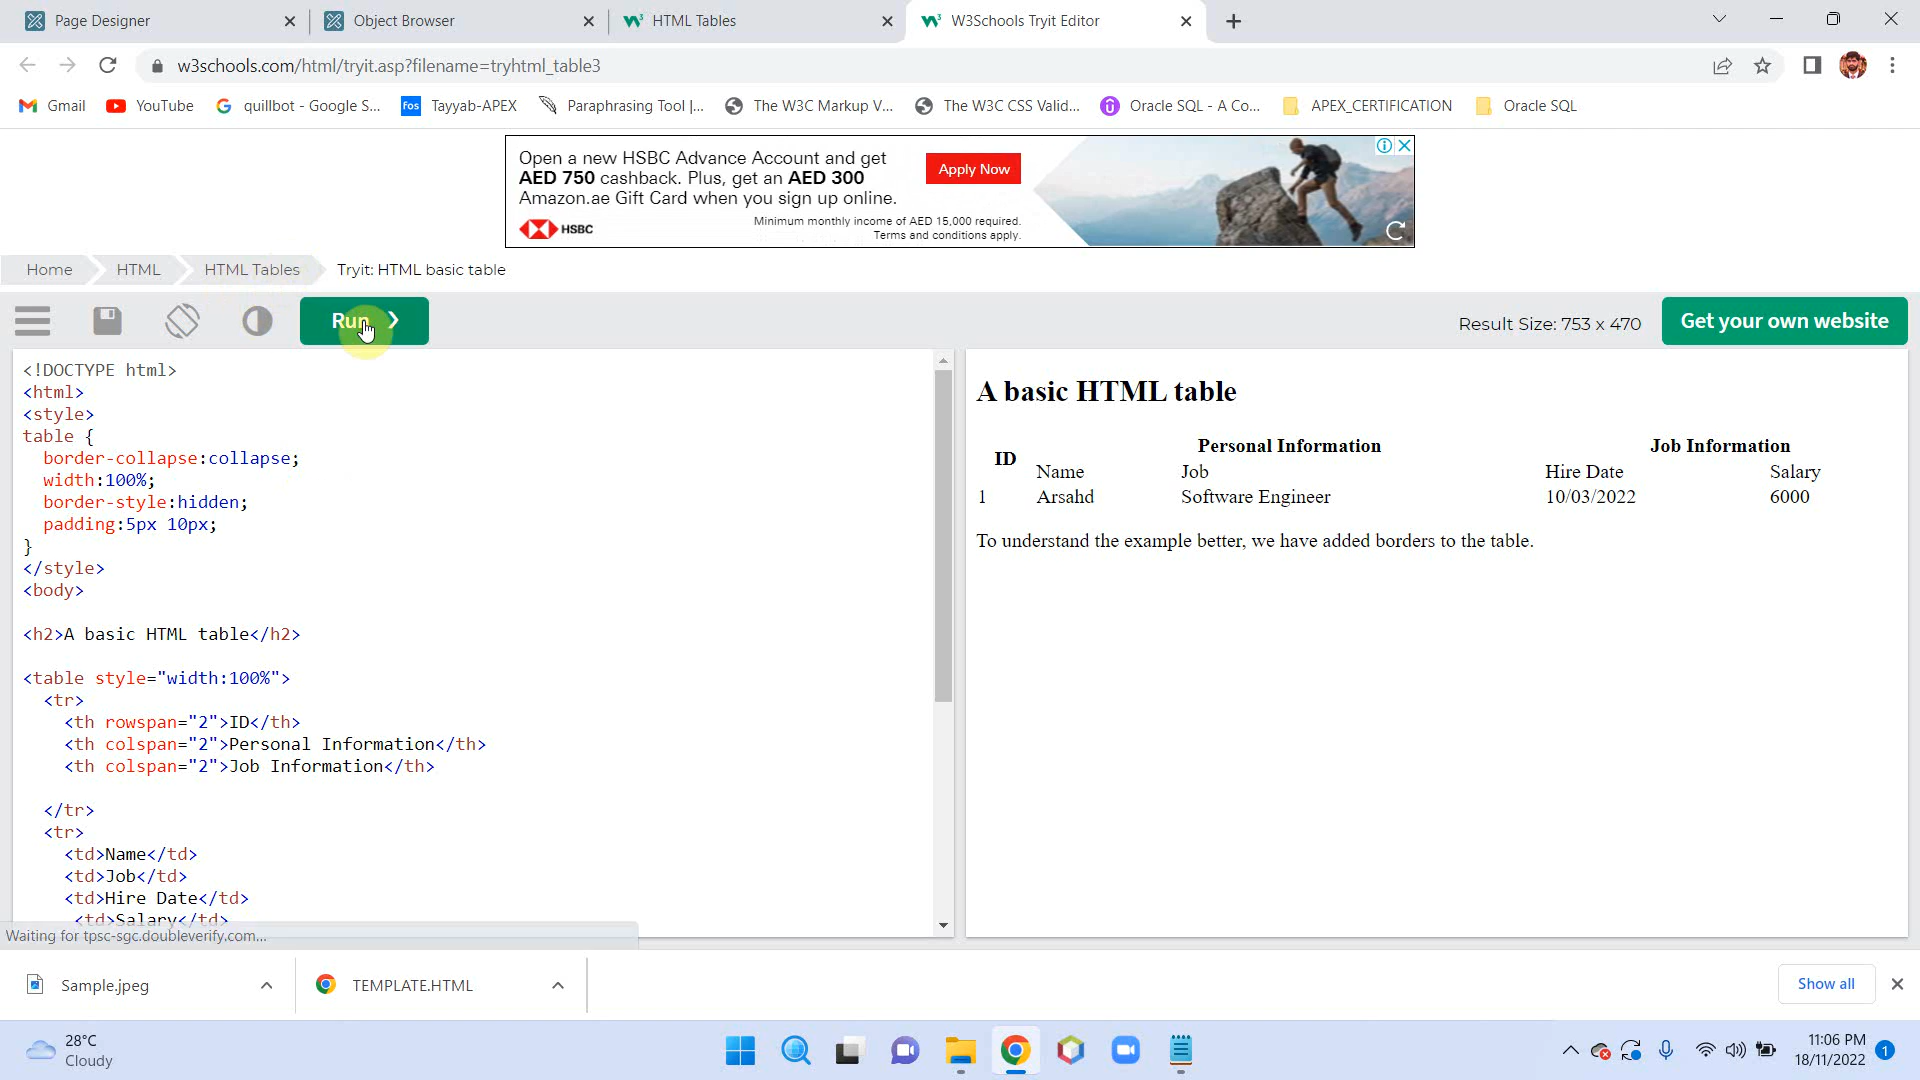 Page Designer
Object Browser
HTML Tables
W3Schools Tryit Editor
w3schools.com/html/tryit.asp?filename=tryhtml_table3
Gmail
YouTube
quillbot - Google S...
fos
Tayyab-APEX
Paraphrasing Tool |...
The W3C Markup V...
The W3C CSS Valid...
Oracle SQL - A Co...
APEX_CERTIFICATION
Oracle SQL
Open a new HSBC Advance Account and get
AED 750 cashback. Plus, get an AED 300
Amazon.ae Gift Card when you sign up online.
Apply Now
HSBC
Minimum monthly income of AED 15,000 required.
Terms and conditions apply.
Home
HTML
HTML Tables
Tryit: HTML basic table
Run ❯
Result Size: 753 x 470
Get your own website
<!DOCTYPE html>
<html>
<style>
table {
border-collapse:collapse;
width:100%;
border-style:hidden;
padding:5px 10px;
}
</style>
<body>
<h2>A basic HTML table</h2>
<table style="width:100%">
<tr>
<th rowspan="2">ID</th>
<th colspan="2">Personal Information</th>
<th colspan="2">Job Information</th>
</tr>
<tr>
<td>Name</td>
<td>Job</td>
<td>Hire Date</td>
<td>Salary</td>
A basic HTML table
ID Personal Information Job Information
Name Job Hire Date Salary
1 Arsahd Software Engineer 10/03/2022 6000
To understand the example better, we have added borders to the table.
Waiting for tpsc-sgc.doubleverify.com...
Sample.jpeg
TEMPLATE.HTML
Show all
28°C
Cloudy
11:06 PM
18/11/2022
1